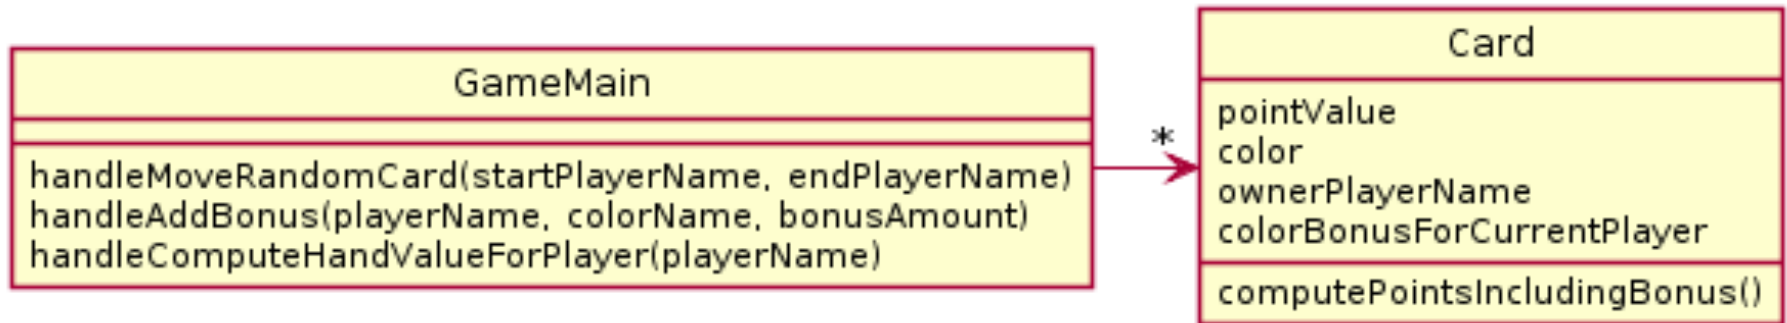 GameMain
handleMoveRandomCard(startPlayerName, endPlayerName)
handleAddBonus(playerName, colorName, bonusAmount)
handleComputeHandValueForPlayer(playerName)
*
Card
pointValue
color
ownerPlayerName
colorBonusForCurrentPlayer
computePointsIncludingBonus()